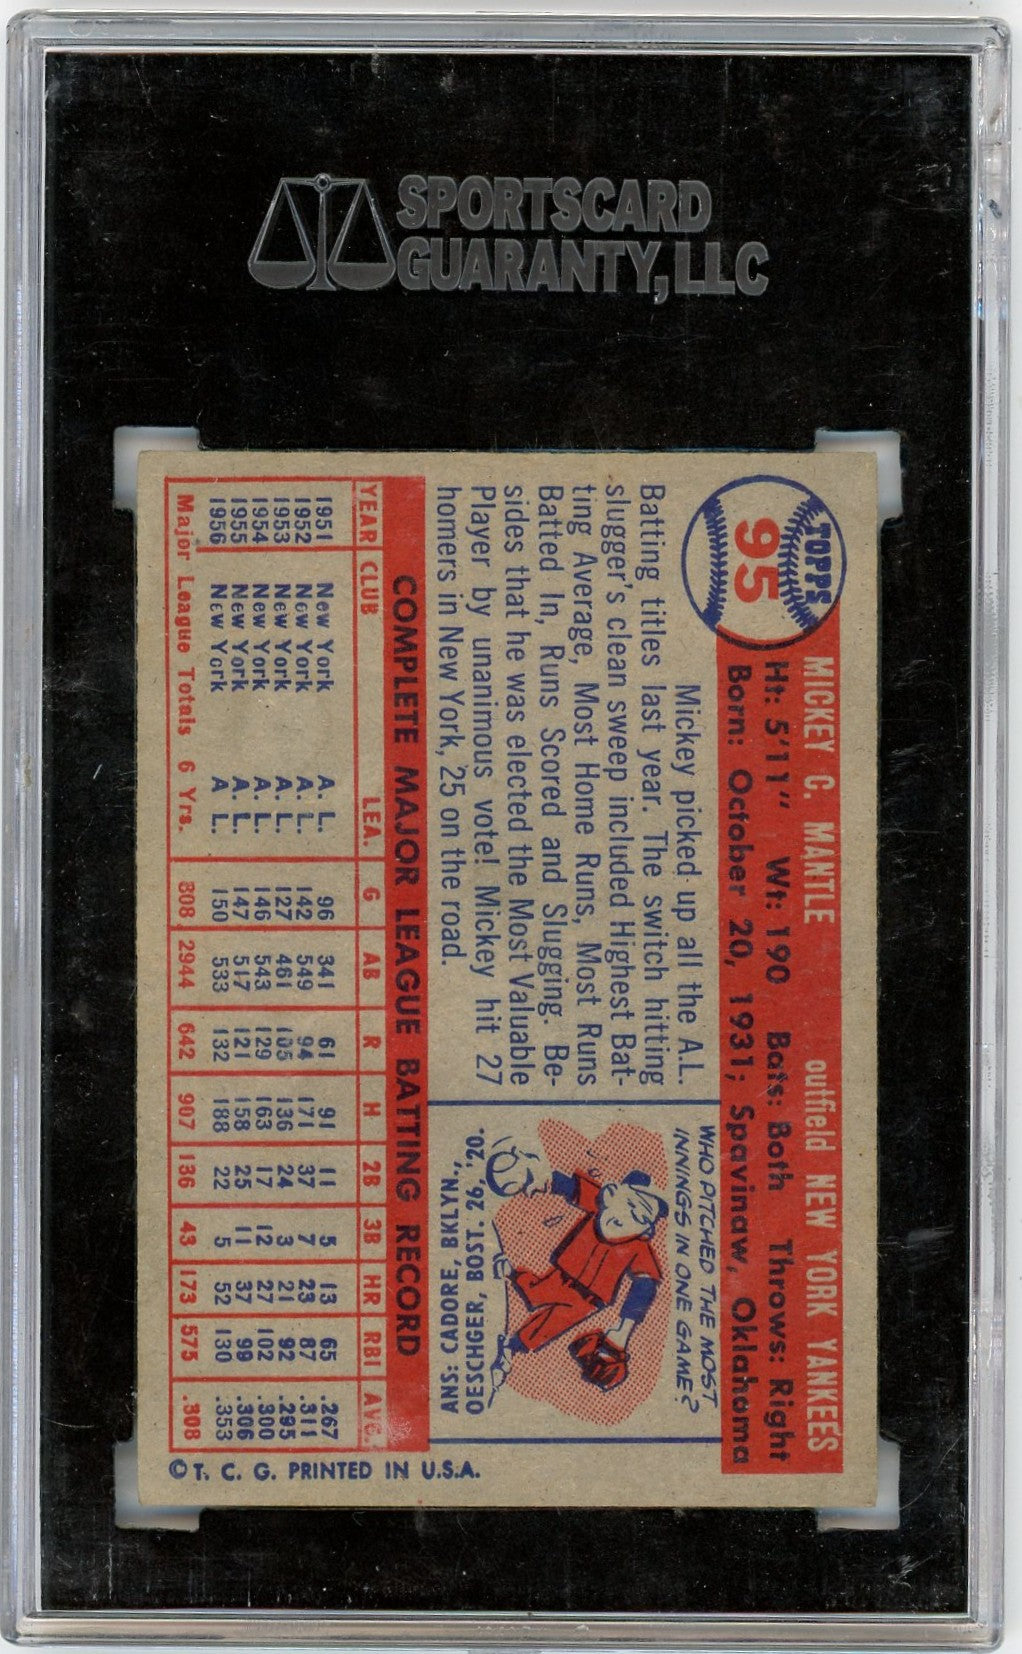 SPORTSCARD
GUARANTY, LLC
TOPPS
95
MICKEY C. MANTLE outfield NEW YORK YANKEES
Ht: 5'11" Wt: 190 Bats: Both Throws: Right
Born: October 20, 1931; Spavinaw, Oklahoma
Mickey picked up all the A.L.
Batting titles last year. The switch hitting
slugger's clean sweep included Highest Bat-
ting Average, Most Home Runs, Most Runs
Batted In, Runs Scored and Slugging. Be-
sides that he was elected the Most Valuable
Player by unanimous vote! Mickey hit 27
homers in New York, 25 on the road.
WHO PITCHED THE MOST
INNINGS IN ONE GAME?
ANS: CADORE, BKLYN.,
OESCHGER, BOST. 26, '20.
COMPLETE MAJOR LEAGUE BATTING RECORD
YEAR CLUB LEA. G AB R H 2B 3B HR RBI AVG.
1951 New York A. L. 96 341 61 91 11 5 13 65 .267
1952 New York A. L. 142 549 94 171 37 7 23 87 .311
1953 New York A. L. 127 461 105 136 24 3 21 92 .295
1954 New York A. L. 146 543 129 163 17 12 27 102 .300
1955 New York A. L. 147 517 121 158 25 11 37 99 .306
1956 New York A. L. 150 533 132 188 22 5 52 130 .353
Major League Totals 6 Yrs. 808 2944 642 907 136 43 173 575 .308
© T. C. G. PRINTED IN U.S.A.